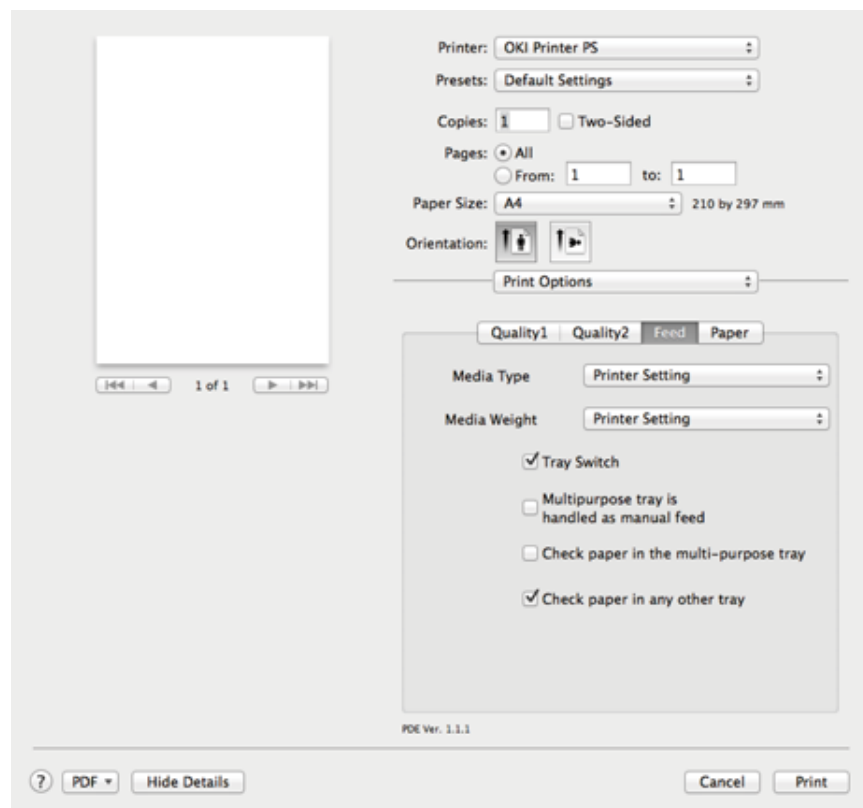 Printer: OKI Printer PS
Presets: Default Settings
Copies: 1 Two-Sided
Pages: All
From: 1 to: 1
Paper Size: A4 210 by 297 mm
Orientation:
Print Options
Quality1 Quality2 Feed Paper
1 of 1
Media Type Printer Setting
Media Weight Printer Setting
Tray Switch
Multipurpose tray is
handled as manual feed
Check paper in the multi-purpose tray
Check paper in any other tray
PDE Ver. 1.1.1
? PDF Hide Details Cancel Print